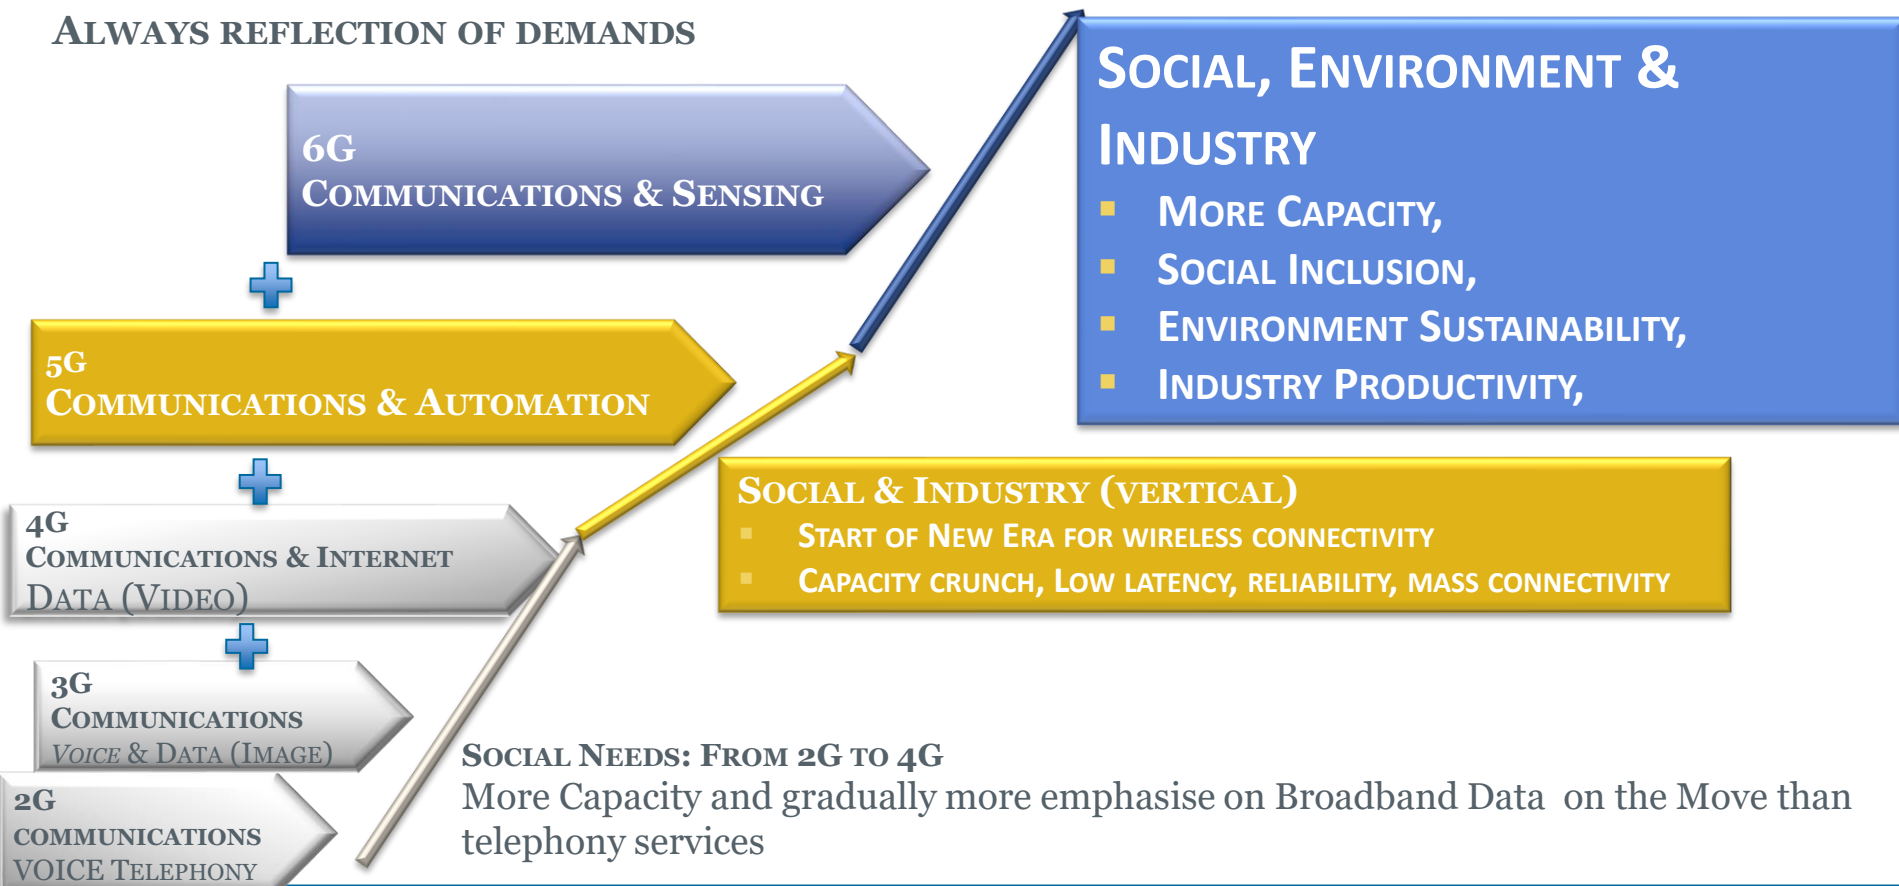 Always reflection of demands
6G
Communications & Sensing
Social, Environment &
Industry
More Capacity,
Social Inclusion,
Environment Sustainability,
Industry Productivity,
5G
Communications & Automation
Social & Industry (vertical)
Start of New Era for wireless connectivity
Capacity crunch, Low latency, reliability, mass connectivity
4G
Communications & Internet
Data (Video)
3G
Communications
Voice & Data (Image)
2G
communications
VOICE Telephony
Social Needs: From 2G to 4G
More Capacity and gradually more emphasise on Broadband Data on the Move than
telephony services